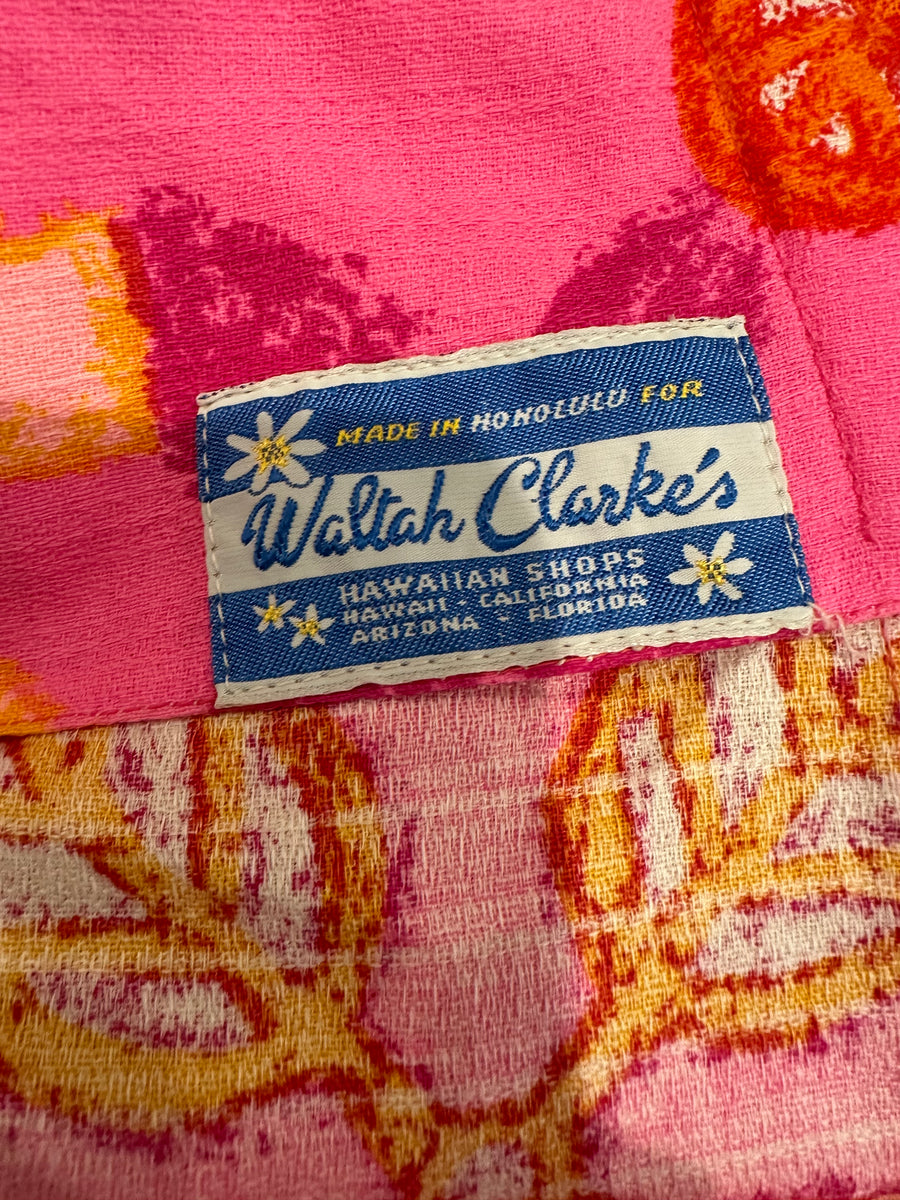 MADE IN HONOLULU FOR
Waltah Clarke's
HAWAIIAN SHOPS
HAWAII - CALIFORNIA
ARIZONA - FLORIDA